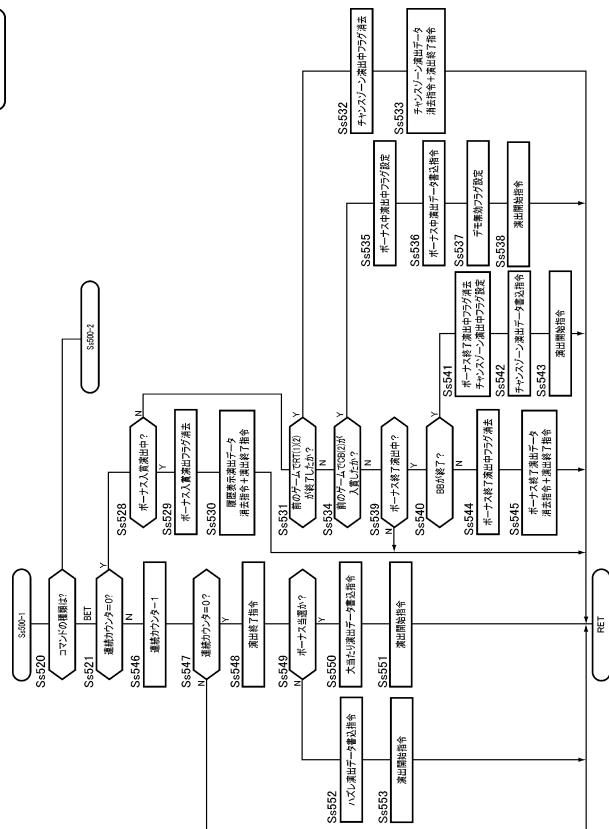 Ss500-1
Ss520
コマンドの種類は?
BET
Ss500-2
Ss521
連続カウンタ=0?
Y
N
Ss528
ボーナス入賞演出中?
N
Y
Ss529
ボーナス入賞演出フラグ消去
Ss530
履歴表示演出データ
消去指令+演出終了指令
Ss531
前のゲームでRT(1)(2)
が終了したか?
Y
N
Ss532
チャンスゾーン演出中フラグ消去
Ss533
チャンスゾーン演出データ
消去指令+演出終了指令
Ss534
前のゲームでCB(2)が
入賞したか?
Y
N
Ss535
ボーナス中演出中フラグ設定
Ss536
ボーナス中演出データ書込指令
Ss537
デモ無効フラグ設定
Ss538
演出開始指令
Ss539
ボーナス終了演出中?
N
Y
Ss540
BBが終了?
Y
N
Ss541
ボーナス終了演出中フラグ消去
チャンスゾーン演出中フラグ設定
Ss542
チャンスゾーン演出データ書込指令
Ss543
演出開始指令
Ss544
ボーナス終了演出中フラグ消去
Ss545
ボーナス終了演出データ
消去指令+演出終了指令
Ss546
連続カウンター1
Ss547
連続カウンタ=0?
N
Y
Ss548
演出終了指令
Ss549
ボーナス当選か?
N
Y
Ss550
大当たり演出データ書込指令
Ss551
演出開始指令
Ss552
ハズレ演出データ書込指令
Ss553
演出開始指令
RET